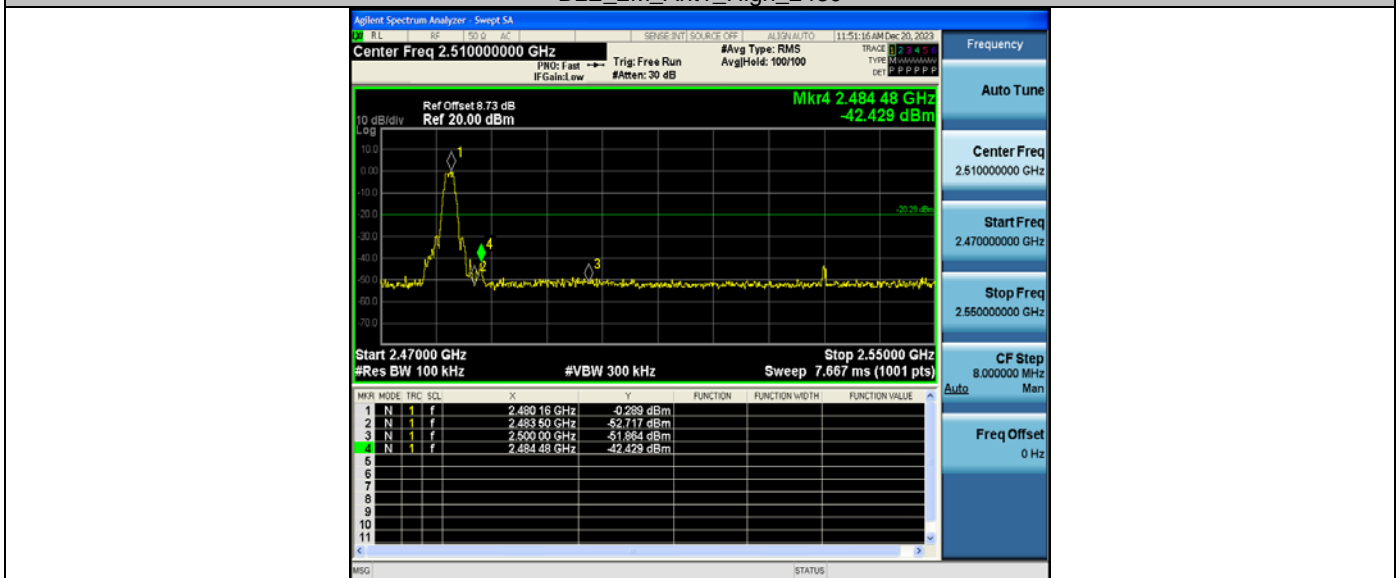 Agilent Spectrum Analyzer - Swept SA
RL RF 50 Ω AC SENSE:INT SOURCE OFF ALIGN AUTO 11:51:16 AM Dec 20, 2023
Center Freq 2.510000000 GHz
PNO: Fast
IFGain:Low
Trig: Free Run
#Atten: 30 dB
#Avg Type: RMS
Avg|Hold: 100/100
TRACE 1 2 3 4 5 6
TYPE M
DET P P P P P P
Frequency
Auto Tune
Center Freq
2.510000000 GHz
Start Freq
2.470000000 GHz
Stop Freq
2.550000000 GHz
CF Step
8.000000 MHz
Auto Man
Freq Offset
0 Hz
Mkr4 2.484 48 GHz
-42.429 dBm
Ref Offset 8.73 dB
10 dB/div Ref 20.00 dBm
Log
10.0
0.00
-10.0
-20.0
-30.0
-40.0
-50.0
-60.0
-70.0
-20.29 dBm
1
2
3
4
Start 2.47000 GHz Stop 2.55000 GHz
#Res BW 100 kHz #VBW 300 kHz Sweep 7.667 ms (1001 pts)
MKR MODE TRC SCL X Y FUNCTION FUNCTION WIDTH FUNCTION VALUE
1 N 1 f 2.480 16 GHz -0.289 dBm
2 N 1 f 2.483 50 GHz -52.717 dBm
3 N 1 f 2.500 00 GHz -51.864 dBm
4 N 1 f 2.484 48 GHz -42.429 dBm
5
6
7
8
9
10
11
MSG STATUS